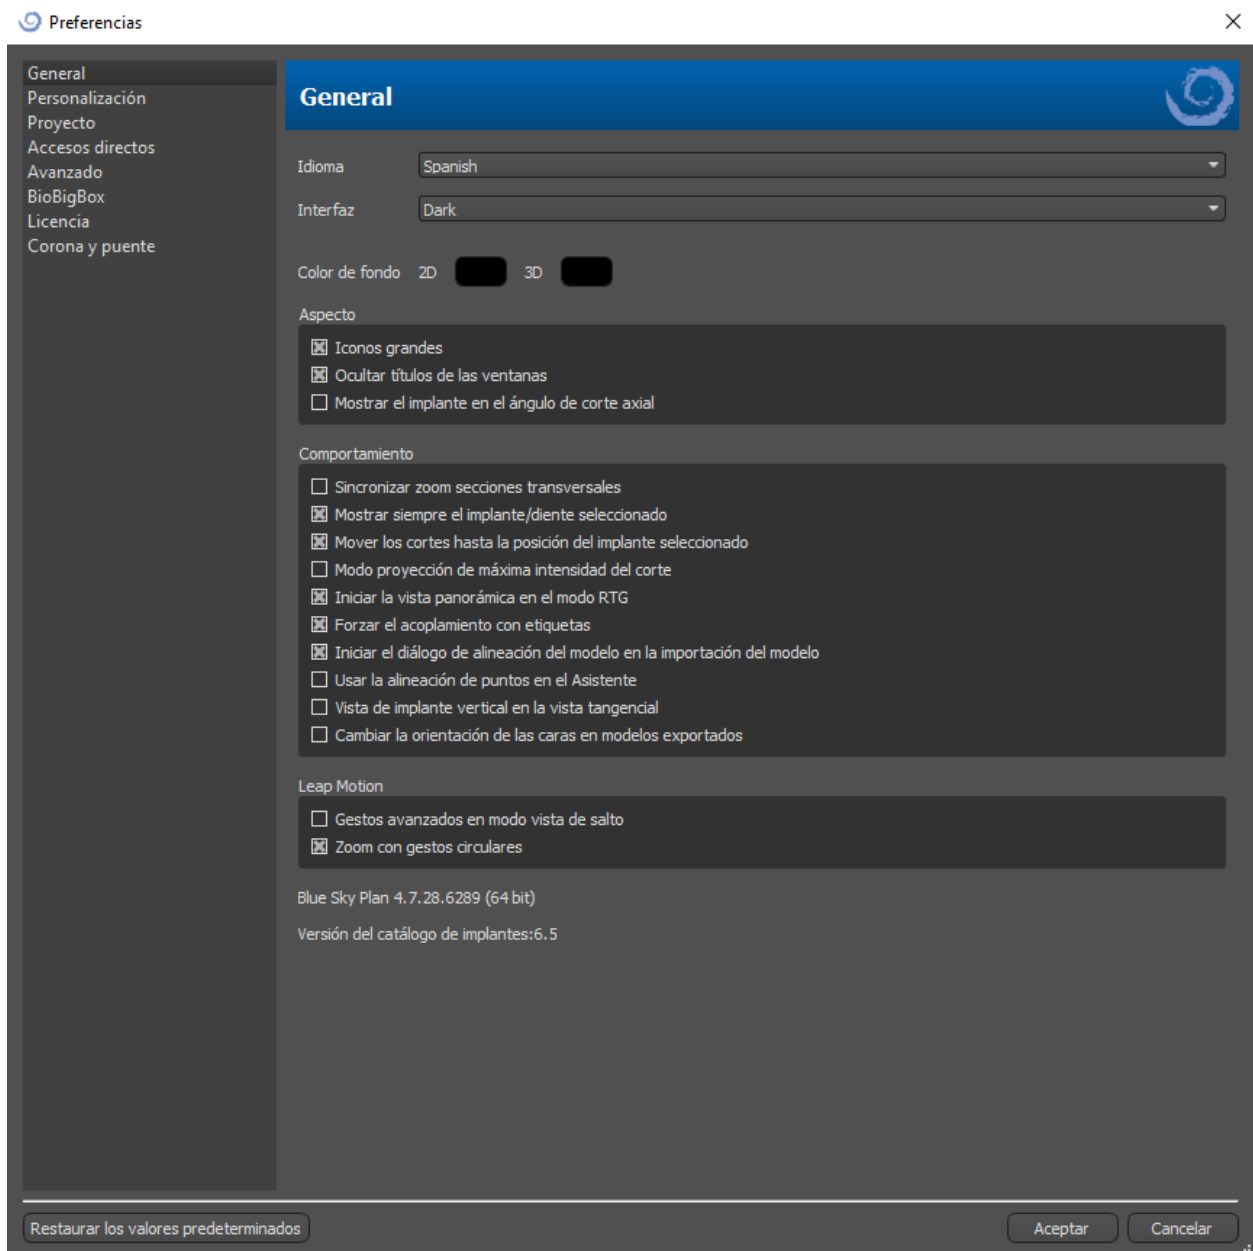 Preferencias
General
Personalización
Proyecto
Accesos directos
Avanzado
BioBigBox
Licencia
Corona y puente
General
Idioma Spanish
Interfaz Dark
Color de fondo 2D 3D
Aspecto
Iconos grandes
Ocultar títulos de las ventanas
Mostrar el implante en el ángulo de corte axial
Comportamiento
Sincronizar zoom secciones transversales
Mostrar siempre el implante/diente seleccionado
Mover los cortes hasta la posición del implante seleccionado
Modo proyección de máxima intensidad del corte
Iniciar la vista panorámica en el modo RTG
Forzar el acoplamiento con etiquetas
Iniciar el diálogo de alineación del modelo en la importación del modelo
Usar la alineación de puntos en el Asistente
Vista de implante vertical en la vista tangencial
Cambiar la orientación de las caras en modelos exportados
Leap Motion
Gestos avanzados en modo vista de salto
Zoom con gestos circulares
Blue Sky Plan 4.7.28.6289 (64 bit)
Versión del catálogo de implantes:6.5
Restaurar los valores predeterminados Aceptar Cancelar